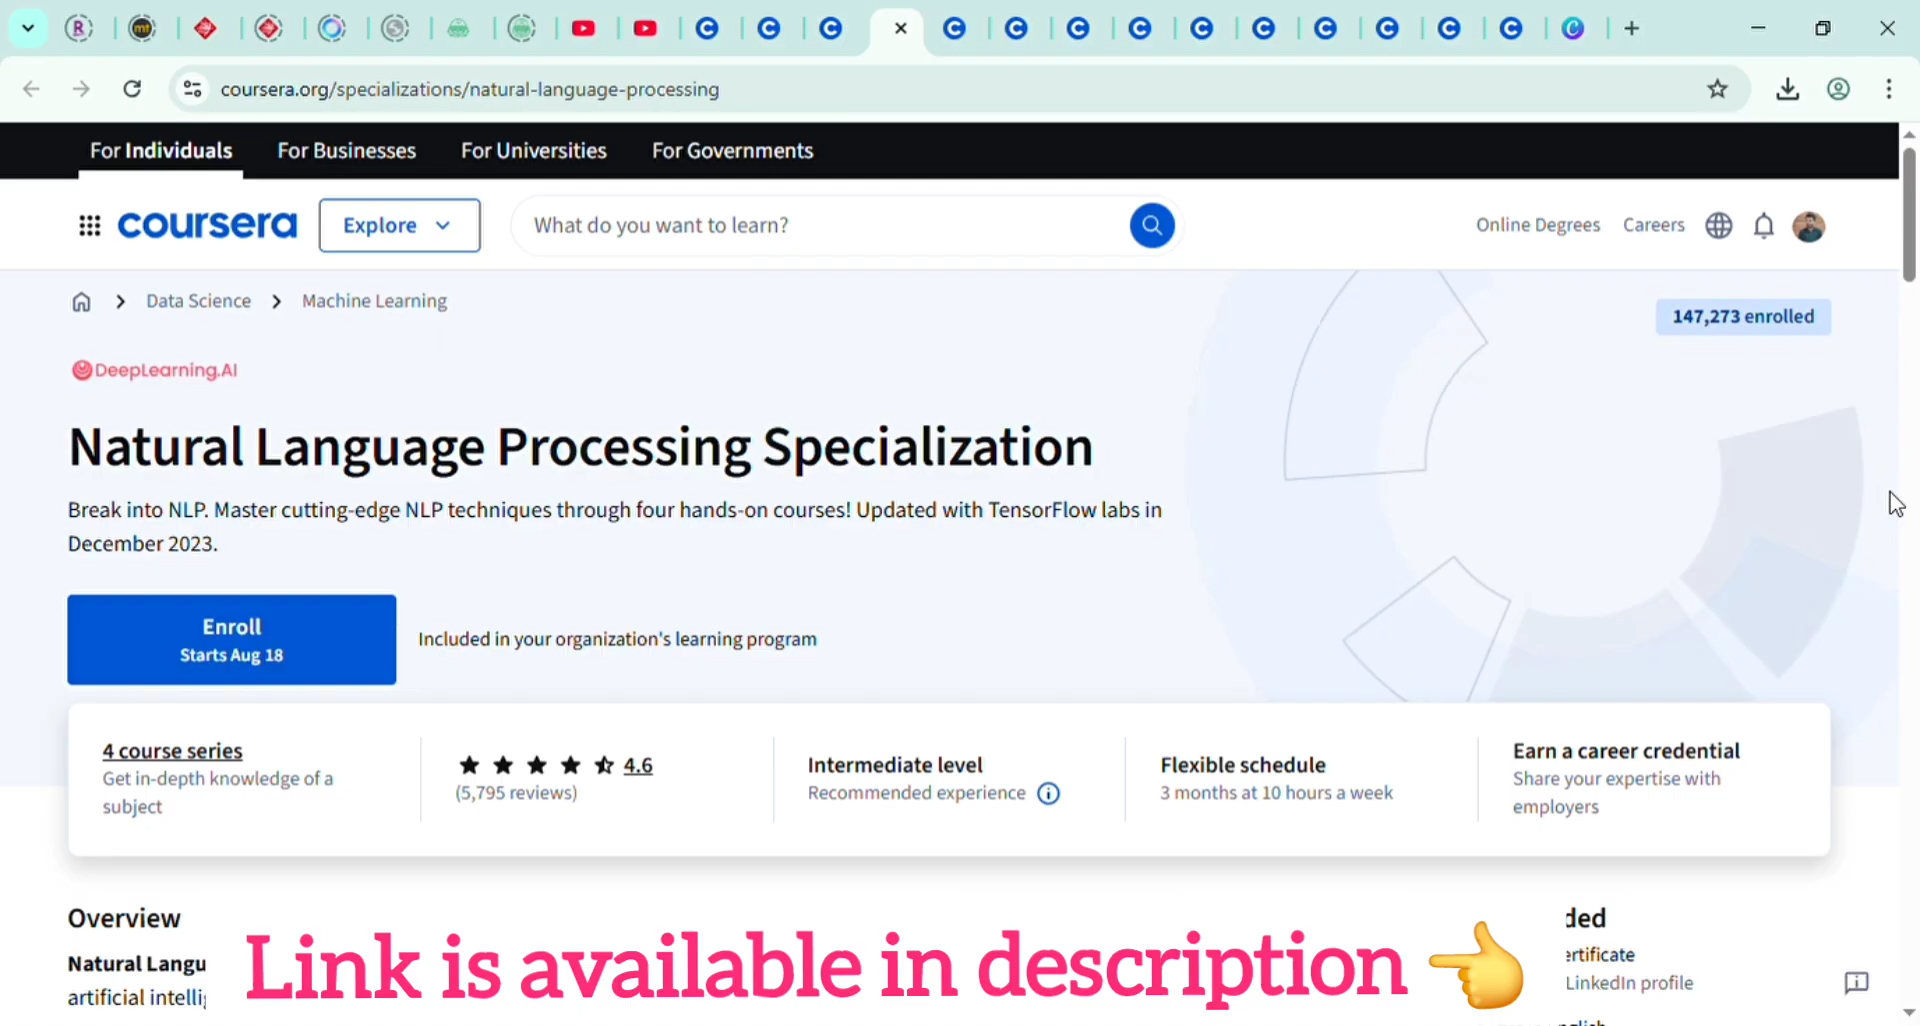 coursera.org/specializations/natural-language-processing
For Individuals For Businesses For Universities For Governments
coursera Explore What do you want to learn? Online Degrees Careers
Data Science Machine Learning
147,273 enrolled
DeepLearning.AI
Natural Language Processing Specialization
Break into NLP. Master cutting-edge NLP techniques through four hands-on courses! Updated with TensorFlow labs in
December 2023.
Enroll
Starts Aug 18
Included in your organization's learning program
4 course series
Get in-depth knowledge of a
subject
4.6
(5,795 reviews)
Intermediate level
Recommended experience
Flexible schedule
3 months at 10 hours a week
Earn a career credential
Share your expertise with
employers
Overview
Natural Langu
artificial intellig
Link is available in description
ded
ertificate
LinkedIn profile